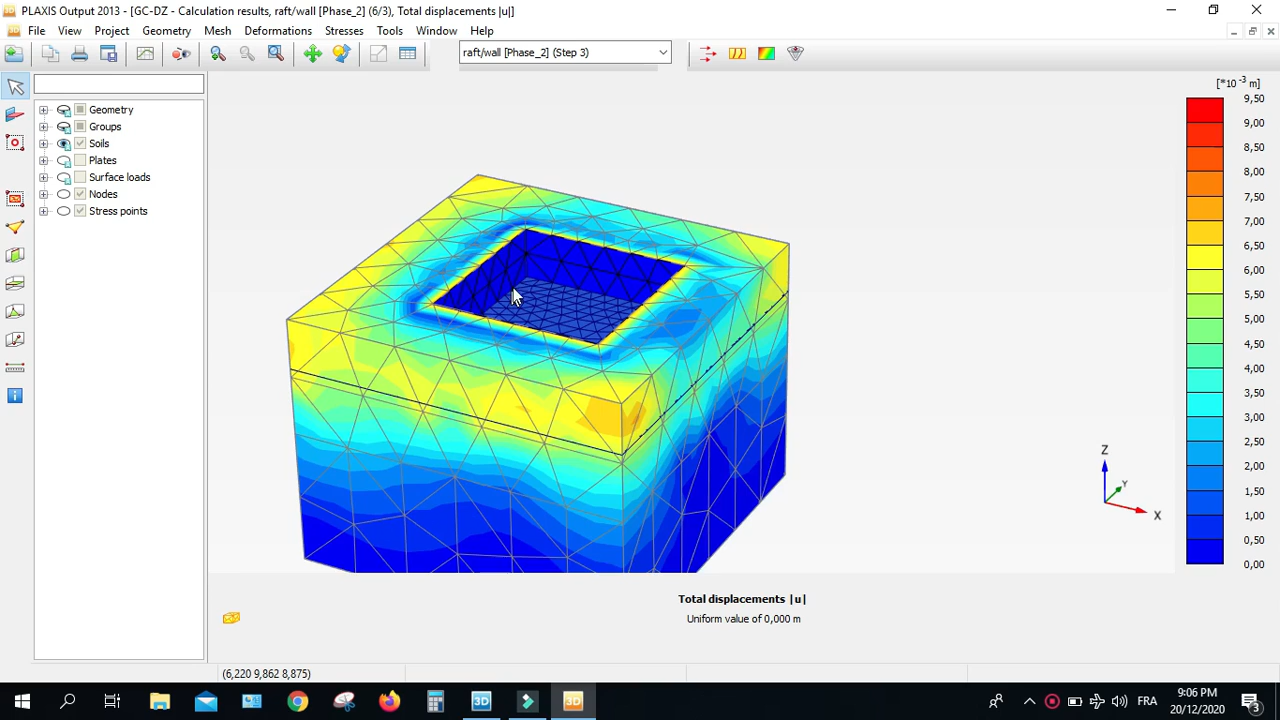 PLAXIS Output 2013 - GC-DZ - Calculation results, raft/wall [Phase_2] (6/3), Total displacements |u|]
File View Project Geometry Mesh Deformations Stresses Tools Window Help
raft/wall [Phase_2] (Step 3)
Geometry
Groups
Soils
Plates
Surface loads
Nodes
Stress points
[*10⁻³ m]
9,50
9,00
8,50
8,00
7,50
7,00
6,50
6,00
5,50
5,00
4,50
4,00
3,50
3,00
2,50
2,00
1,50
1,00
0,50
0,00
Z
Y
X
Total displacements |u|
Uniform value of 0,000 m
(6,220 9,862 8,875)
3D 3D
FRA
9:06 PM
20/12/2020
3